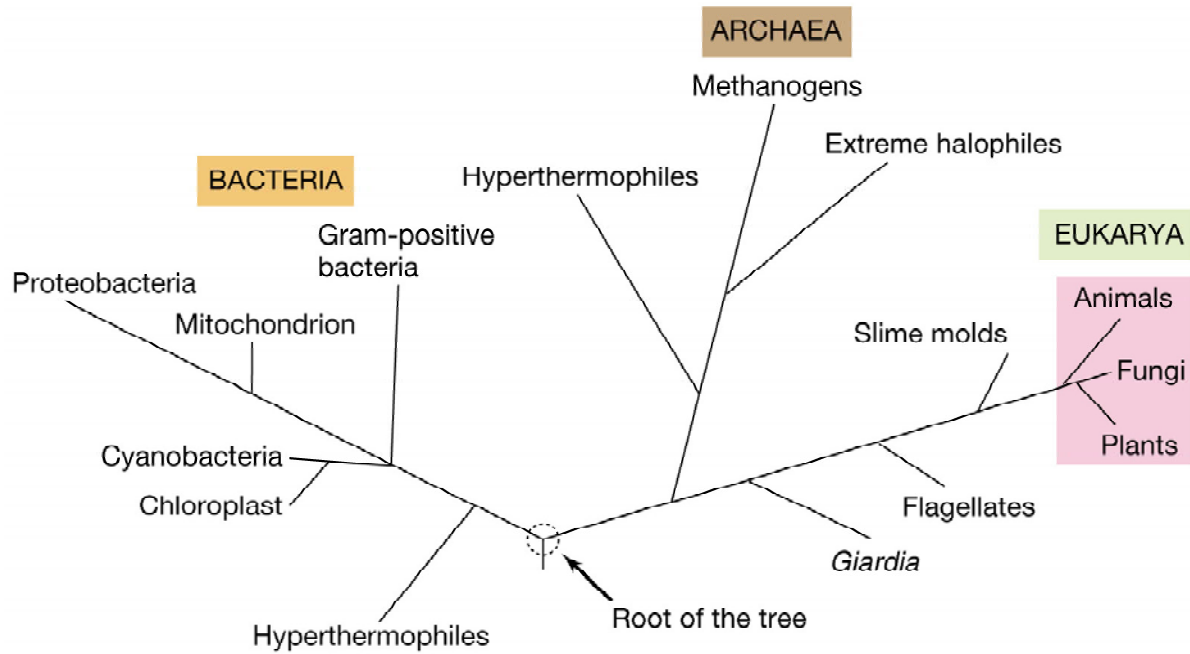 ARCHAEA
Methanogens
Extreme halophiles
Hyperthermophiles
BACTERIA
EUKARYA
Gram-positive
bacteria
Proteobacteria
Animals
Mitochondrion
Slime molds
Fungi
Plants
Cyanobacteria
Chloroplast
Flagellates
Giardia
Root of the tree
Hyperthermophiles